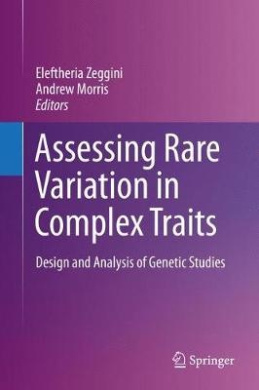 Eleftheria Zeggini
Andrew Morris
Editors
Assessing Rare
Variation in
Complex Traits
Design and Analysis of Genetic Studies
Springer